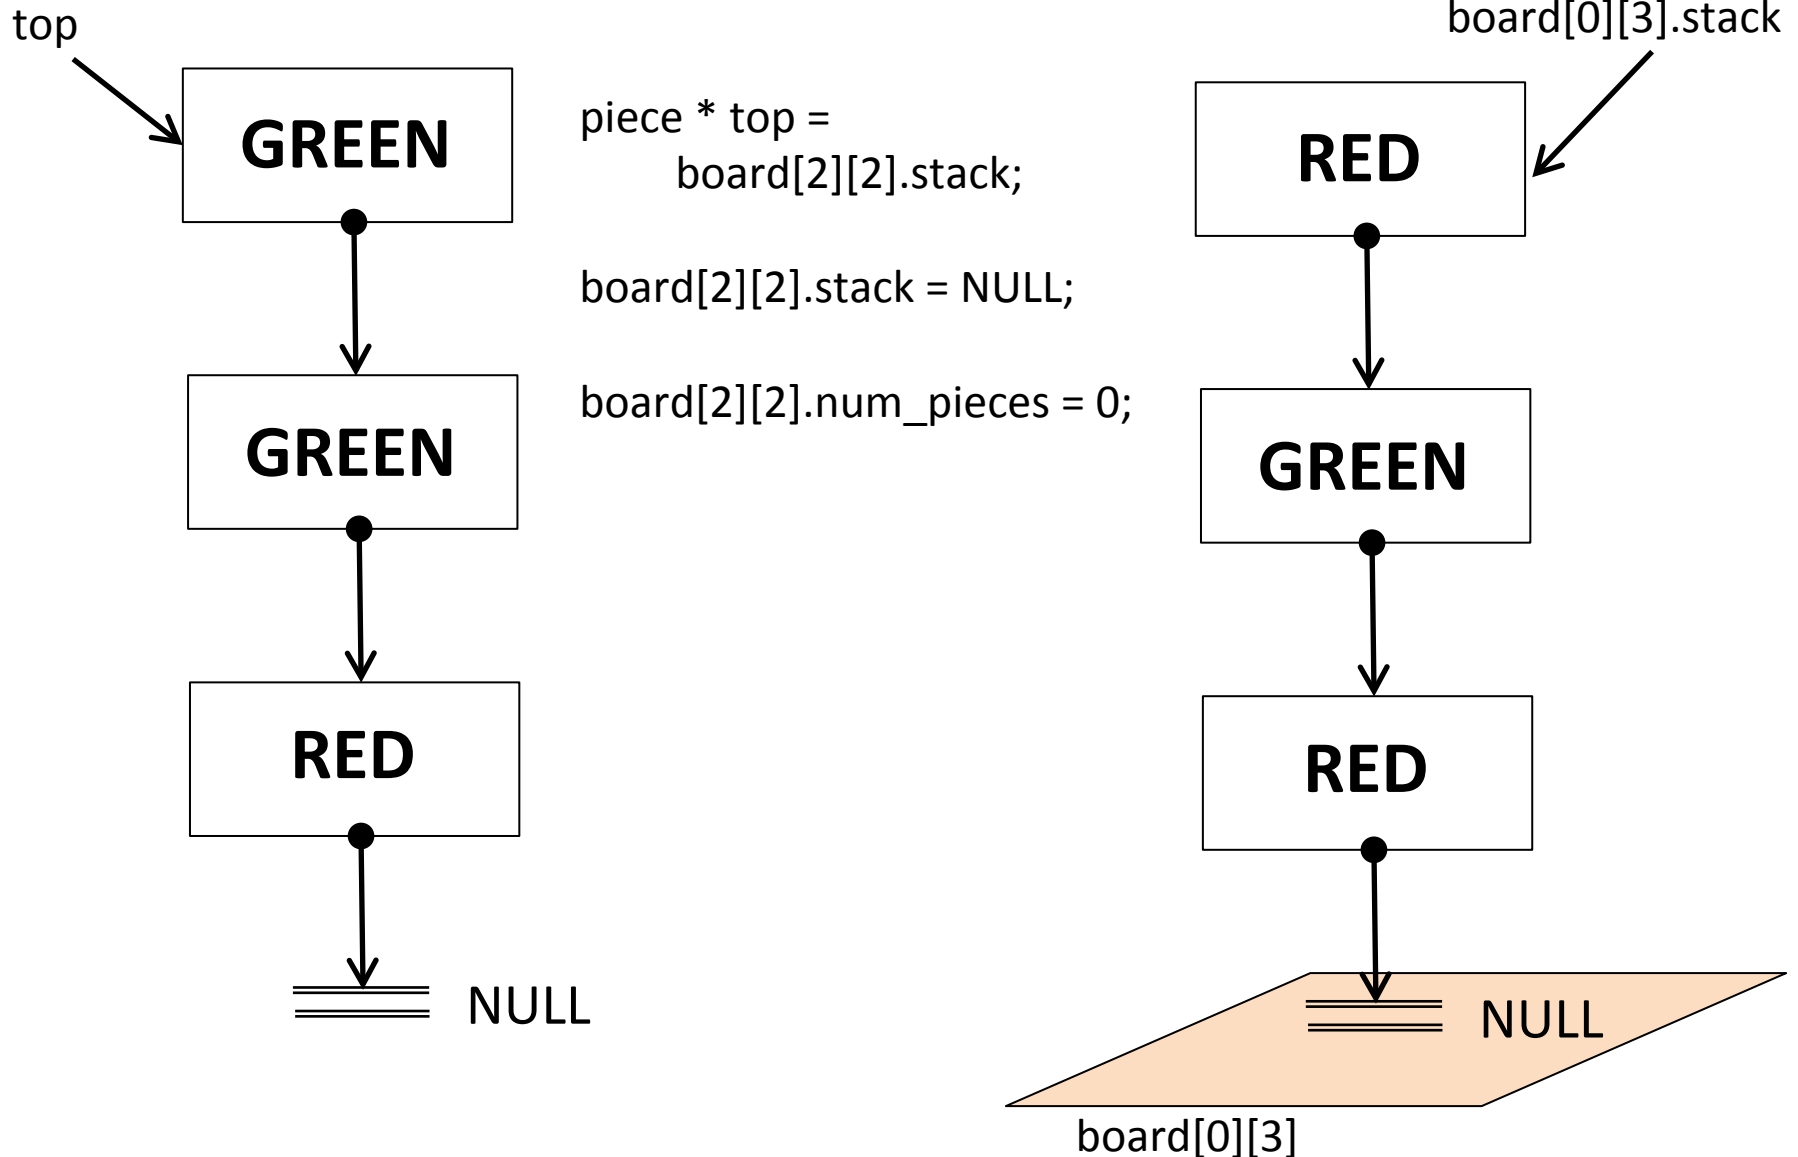 top
GREEN
GREEN
RED
NULL
piece * top =
board[2][2].stack;
board[2][2].stack = NULL;
board[2][2].num_pieces = 0;
board[0][3].stack
RED
GREEN
RED
NULL
board[0][3]